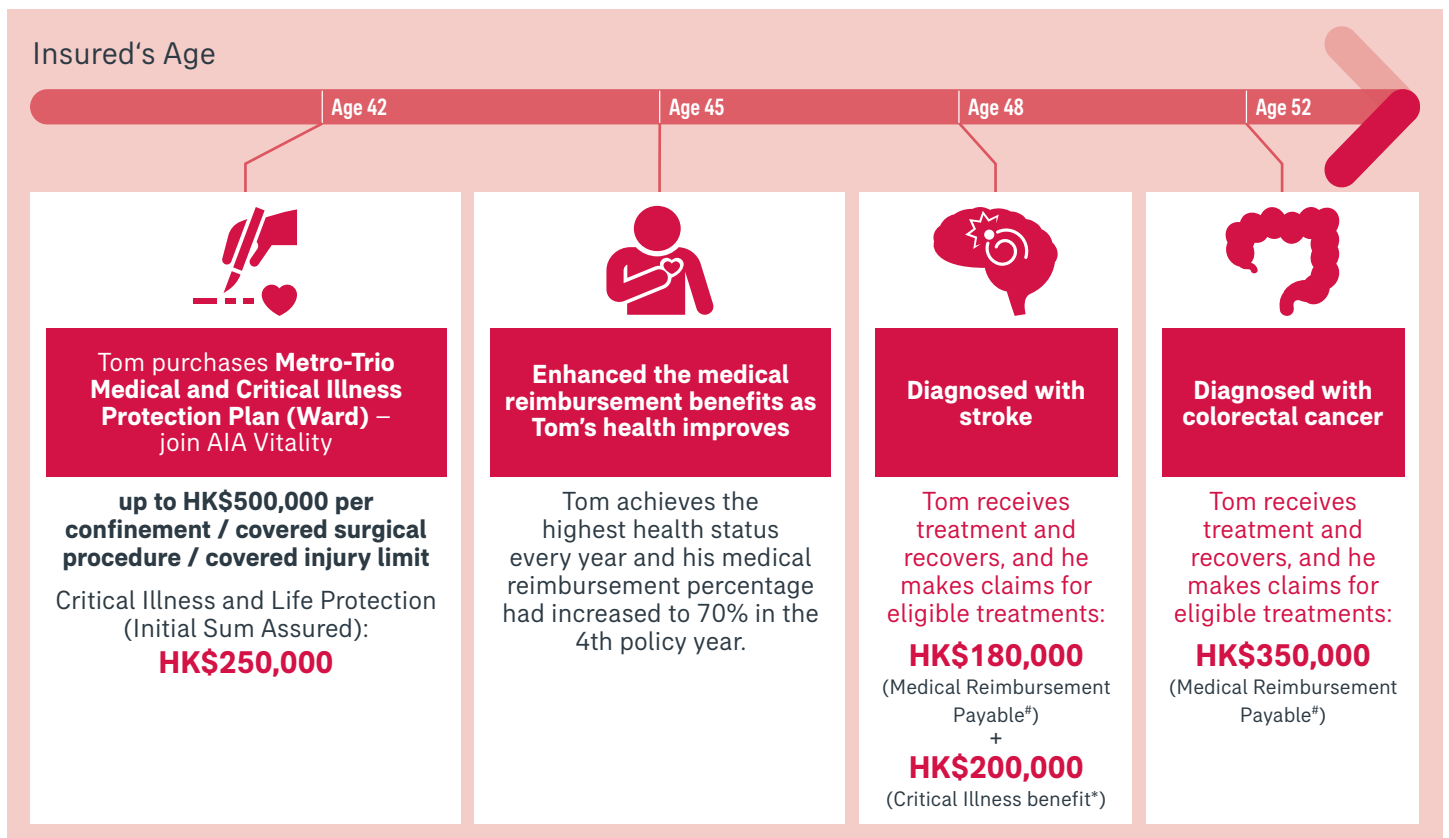 Insured‘s Age
Age 42
Age 45
Age 48
Age 52
Tom purchases Metro-Trio
Medical and Critical Illness
Protection Plan (Ward) –
join AIA Vitality
up to HK$500,000 per
confinement / covered surgical
procedure / covered injury limit
Critical Illness and Life Protection
(Initial Sum Assured):
HK$250,000
Enhanced the medical
reimbursement benefits as
Tom’s health improves
Tom achieves the
highest health status
every year and his medical
reimbursement percentage
had increased to 70% in the
4th policy year.
Diagnosed with
stroke
Tom receives
treatment and
recovers, and he
makes claims for
eligible treatments:
HK$180,000
(Medical Reimbursement
Payable#)
+
HK$200,000
(Critical Illness benefit*)
Diagnosed with
colorectal cancer
Tom receives
treatment and
recovers, and he
makes claims for
eligible treatments:
HK$350,000
(Medical Reimbursement
Payable#)